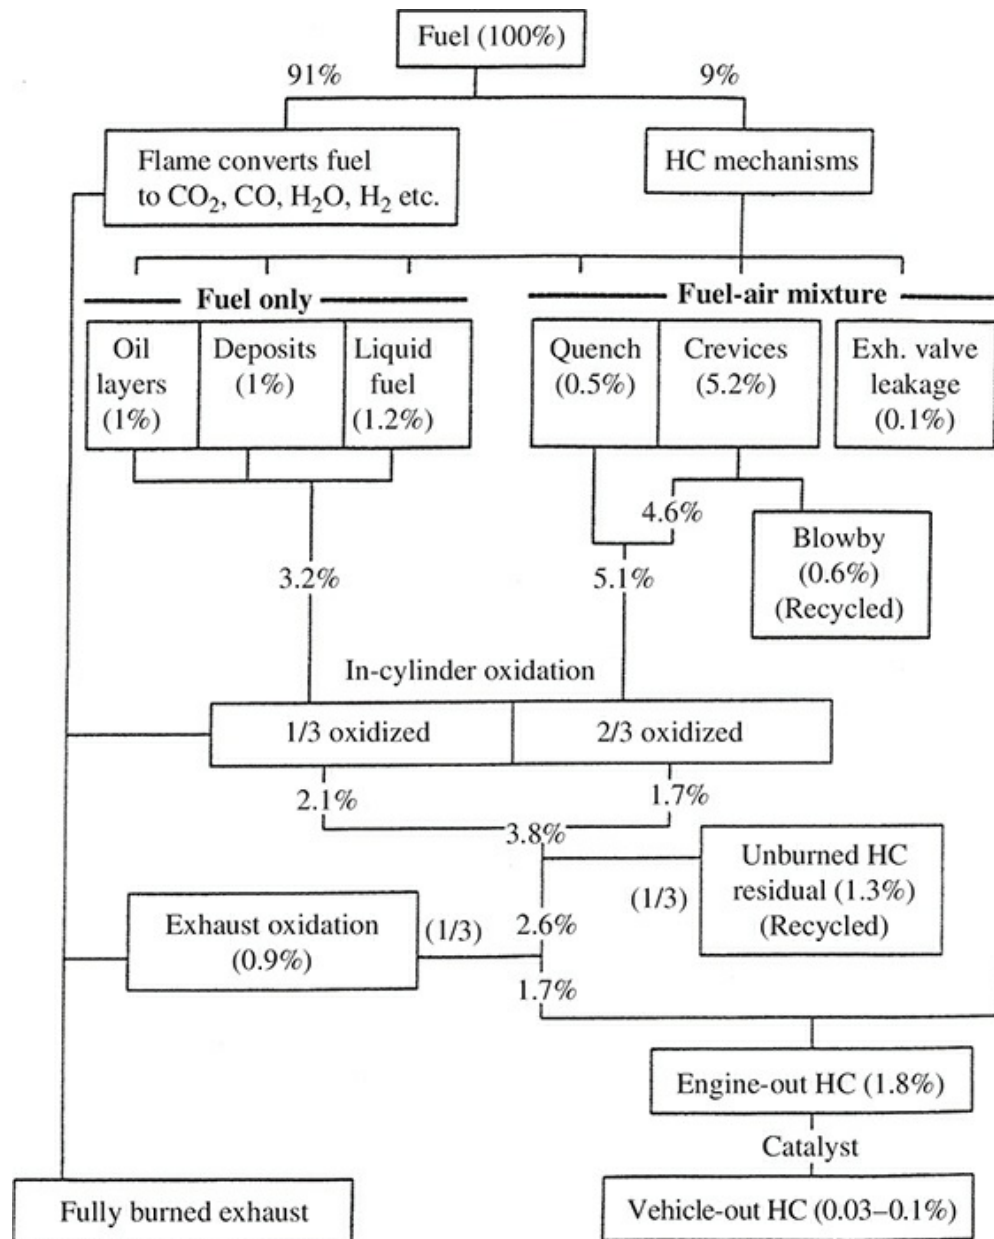 Fuel (100%)
91%
9%
Flame converts fuel
to CO₂, CO, H₂O, H₂ etc.
HC mechanisms
Fuel only
Fuel-air mixture
Oil
layers
(1%)
Deposits
(1%)
Liquid
fuel
(1.2%)
Quench
(0.5%)
Crevices
(5.2%)
Exh. valve
leakage
(0.1%)
4.6%
Blowby
(0.6%)
(Recycled)
3.2%
5.1%
In-cylinder oxidation
1/3 oxidized
2/3 oxidized
2.1%
1.7%
3.8%
Unburned HC
residual (1.3%)
(Recycled)
(1/3)
Exhaust oxidation
(0.9%)
(1/3)
2.6%
1.7%
Engine-out HC (1.8%)
Catalyst
Fully burned exhaust
Vehicle-out HC (0.03–0.1%)